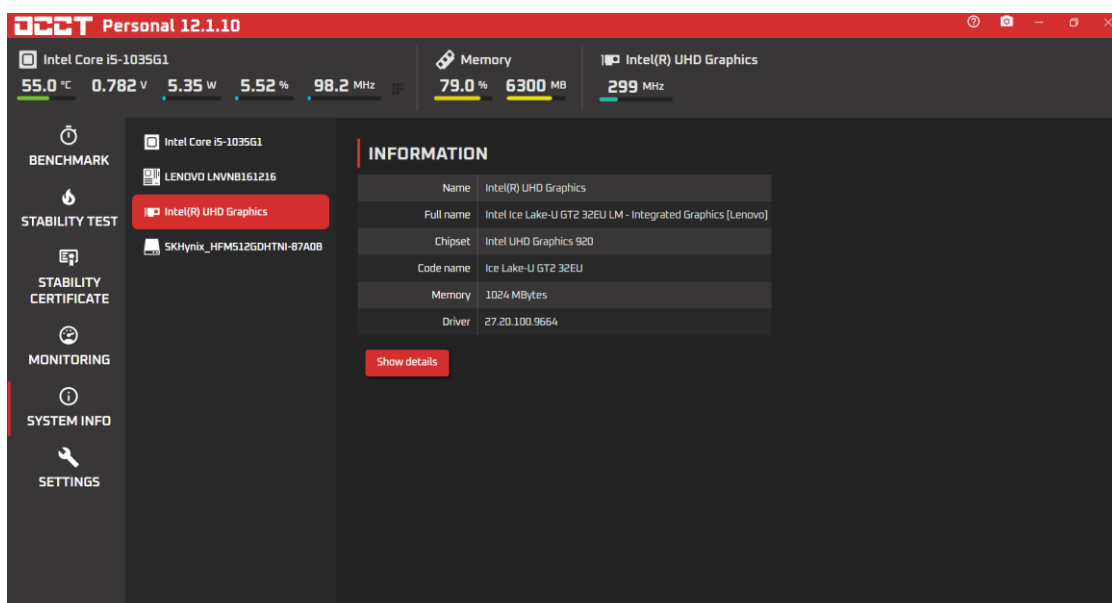 OCCT Personal 12.1.10
Intel Core i5-1035G1
55.0 °C 0.782 V 5.35 W 5.52 % 98.2 MHz
Memory
79.0 % 6300 MB
Intel(R) UHD Graphics
299 MHz
BENCHMARK
STABILITY TEST
STABILITY
CERTIFICATE
MONITORING
SYSTEM INFO
SETTINGS
Intel Core i5-1035G1
LENOVO LNVNB161216
Intel(R) UHD Graphics
SKHynix_HFM512GDHTNI-87A0B
INFORMATION
Name Intel(R) UHD Graphics
Full name Intel Ice Lake-U GT2 32EU LM - Integrated Graphics [Lenovo]
Chipset Intel UHD Graphics 920
Code name Ice Lake-U GT2 32EU
Memory 1024 MBytes
Driver 27.20.100.9664
Show details